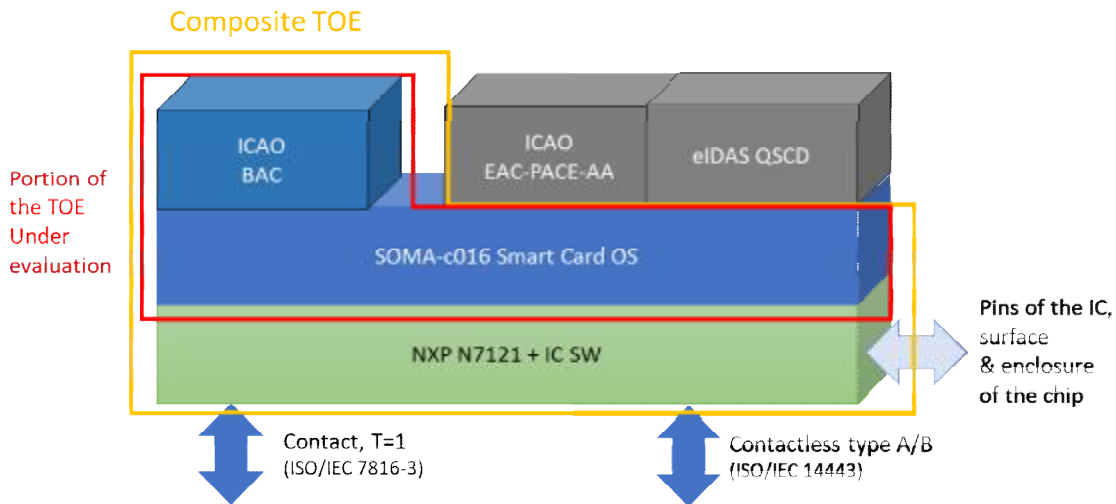 Composite TOE
ICAO
BAC
ICAO
EAC-PACE-AA
eIDAS QSCD
Portion of
the TOE
Under
evaluation
SOMA-c016 Smart Card OS
NXP N7121 + IC SW
Pins of the IC,
surface
& enclosure
of the chip
Contact, T=1
(ISO/IEC 7816-3)
Contactless type A/B
(ISO/IEC 14443)